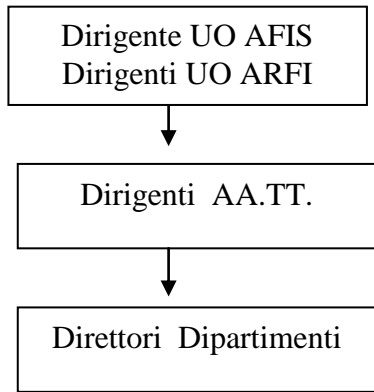 Dirigente UO AFIS
Dirigenti UO ARFI
Dirigenti AA.TT.
Direttori Dipartimenti